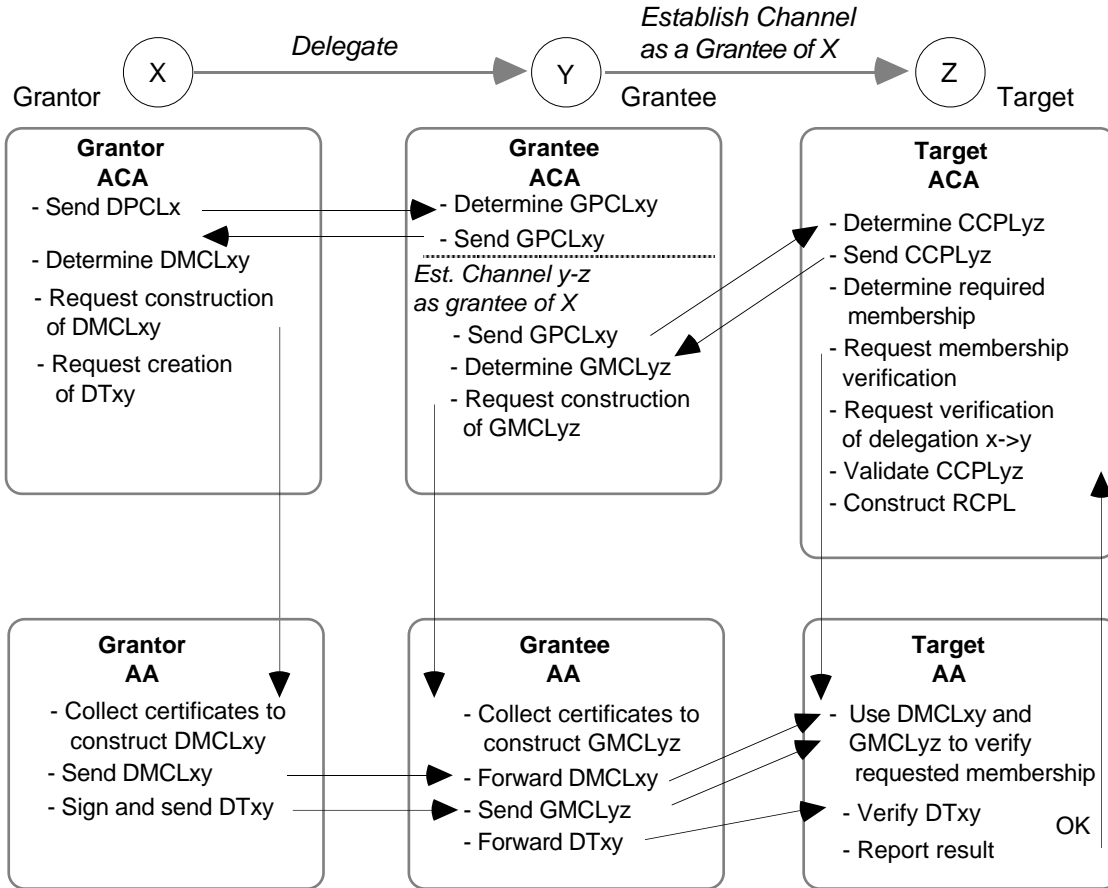 Establish Channel
as a Grantee of X
Delegate
X
Y
Z
Grantor
Grantee
Target
Grantor
ACA
- Send DPCLx
- Determine DMCLxy
- Request construction
of DMCLxy
- Request creation
of DTxy
Grantee
ACA
- Determine GPCLxy
- Send GPCLxy
Est. Channel y-z
as grantee of X
- Send GPCLxy
- Determine GMCLyz
- Request construction
of GMCLyz
Target
ACA
- Determine CCPLyz
- Send CCPLyz
- Determine required
membership
- Request membership
verification
- Request verification
of delegation x->y
- Validate CCPLyz
- Construct RCPL
Grantor
AA
- Collect certificates to
construct DMCLxy
- Send DMCLxy
- Sign and send DTxy
Grantee
AA
- Collect certificates to
construct GMCLyz
- Forward DMCLxy
- Send GMCLyz
- Forward DTxy
Target
AA
- Use DMCLxy and
GMCLyz to verify
requested membership
- Verify DTxy
- Report result
OK